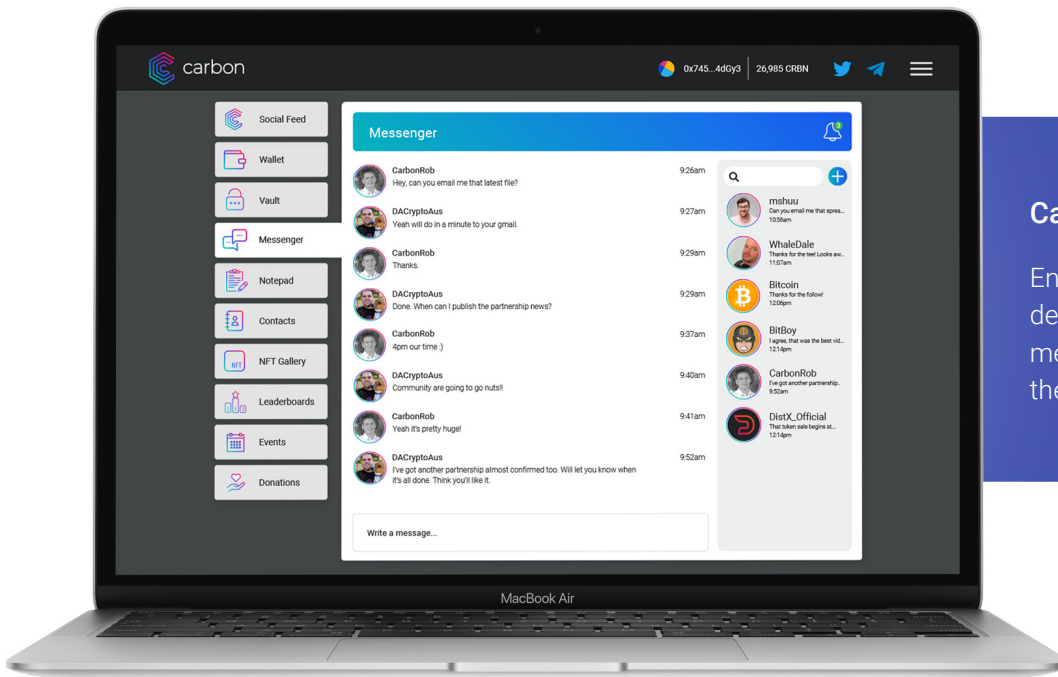 carbon
0x745...4dGy3
26,985 CRBN
Social Feed
Wallet
Vault
Messenger
Notepad
Contacts
NFT
NFT Gallery
Leaderboards
Events
Donations
Messenger
3
CarbonRob
9:26am
Hey, can you email me that latest file?
DACryptoAus
9:27am
Yeah will do in a minute to your gmail.
CarbonRob
9:29am
Thanks.
DACryptoAus
9:29am
Done. When can I publish the partnership news?
CarbonRob
9:37am
4pm our time :)
DACryptoAus
9:40am
Community are going to go nuts!!
CarbonRob
9:41am
Yeah it's pretty huge!
DACryptoAus
9:52am
I've got another partnership almost confirmed too. Will let you know when
it's all done. Think you'll like it.
Write a message...
mshuu
Can you email me that sprea...
10:56am
WhaleDale
Thanks for the tee! Looks aw...
11:07am
Bitcoin
Thanks for the follow!
12:06pm
BitBoy
I agree, that was the best vid...
12:14pm
CarbonRob
I've got another partnership..
9:52am
DistX_Official
That token sale begins at...
12:14pm
MacBook Air
Ca
En
de
me
the